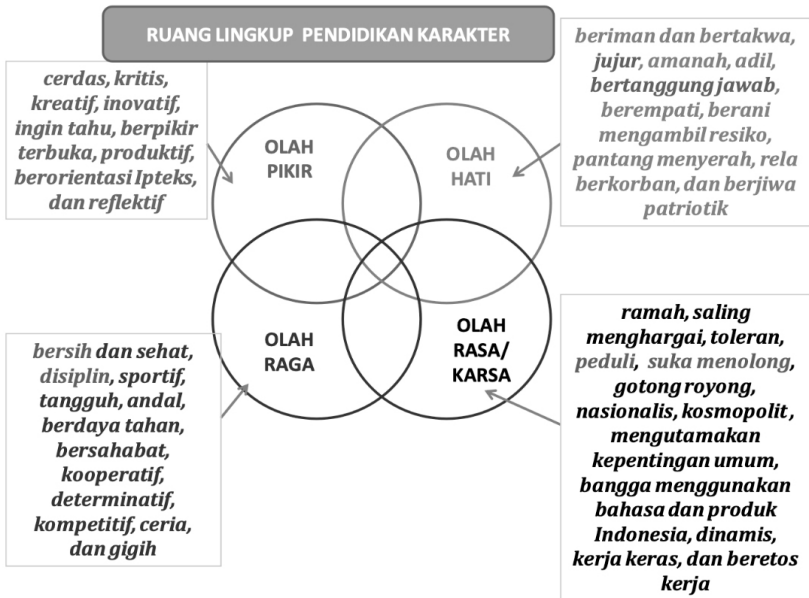 RUANG LINGKUP PENDIDIKAN KARAKTER
cerdas, kritis,
kreatif, inovatif,
ingin tahu, berpikir
terbuka, produktif,
berorientasi Ipteks,
dan reflektif
OLAH
PIKIR
OLAH
HATI
beriman dan bertakwa,
jujur, amanah, adil,
bertanggung jawab,
berempati, berani
mengambil resiko,
pantang menyerah, rela
berkorban, dan berjiwa
patriotik
bersih dan sehat,
disiplin, sportif,
tangguh, andal,
berdaya tahan,
bersahabat,
kooperatif,
determinatif,
kompetitif, ceria,
dan gigih
OLAH
RAGA
OLAH
RASA/
KARSA
ramah, saling
menghargai, toleran,
peduli, suka menolong,
gotong royong,
nasionalis, kosmopolit,
mengutamakan
kepentingan umum,
bangga menggunakan
bahasa dan produk
Indonesia, dinamis,
kerja keras, dan beretos
kerja